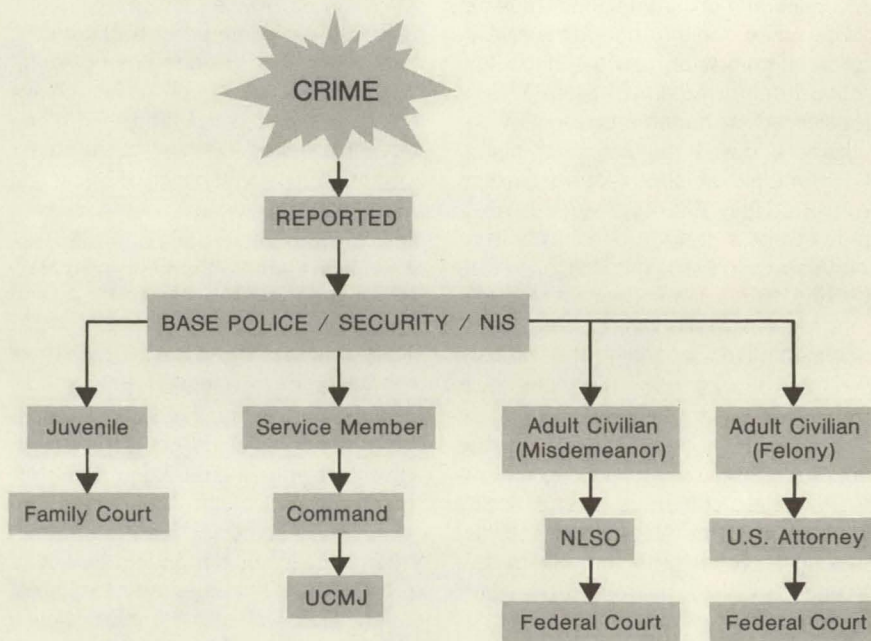 CRIME
REPORTED
BASE POLICE / SECURITY / NIS
Juvenile
Service Member
Adult Civilian
(Misdemeanor)
Adult Civilian
(Felony)
Family Court
Command
NLSO
U.S. Attorney
UCMJ
Federal Court
Federal Court